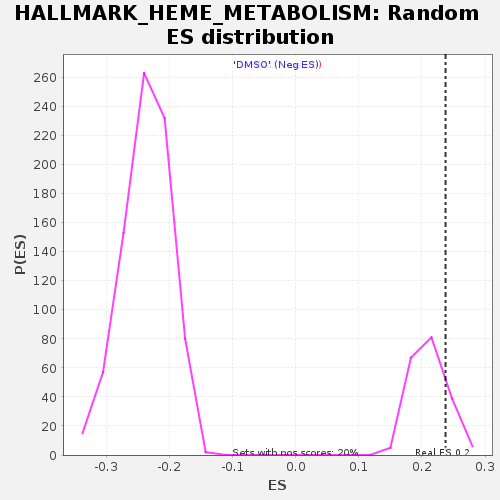 HALLMARK_HEME_METABOLISM: Random
ES distribution
'DMSO' (Neg ES))
260
240
220
200
180
160
140
120
100
80
60
40
20
0
P(ES)
Sets with pos scores: 20%
Real ES 0.2
-0.3 -0.2 -0.1 0.0 0.1 0.2 0.3
ES